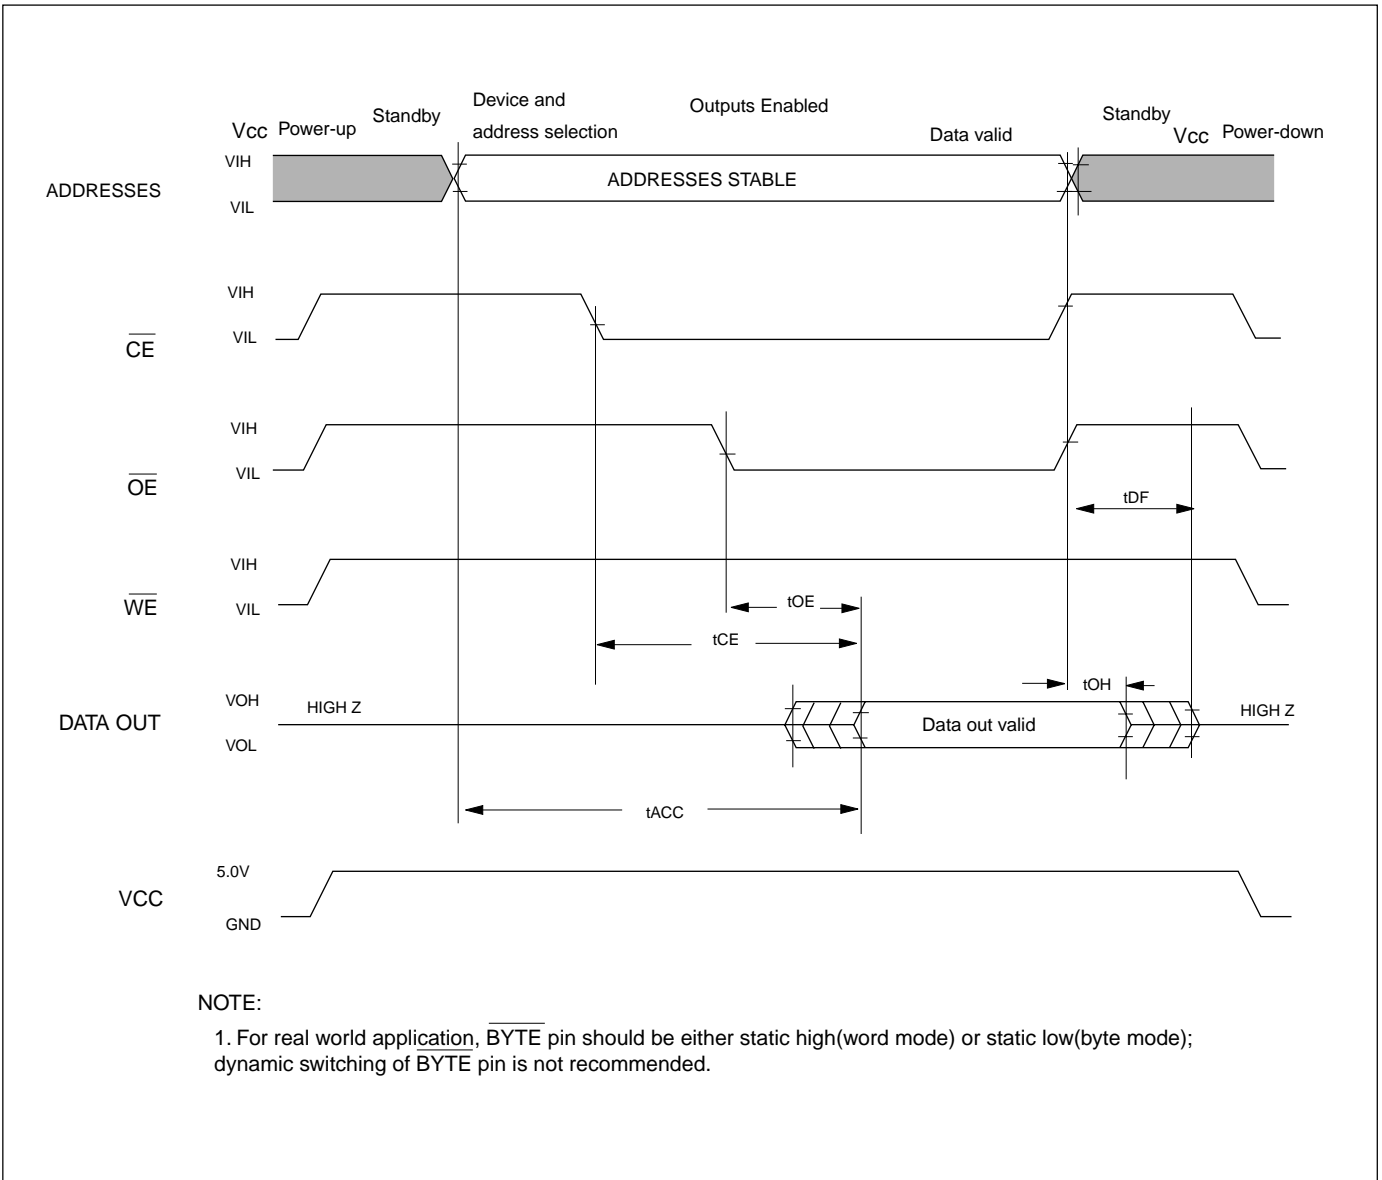 Vcc Power-up
Standby
Device and
address selection
Outputs Enabled
Data valid
Standby
Vcc Power-down
ADDRESSES
VIH
VIL
ADDRESSES STABLE
CE
VIH
VIL
OE
VIH
VIL
tDF
WE
VIH
VIL
tOE
tCE
tOH
DATA OUT
VOH
VOL
HIGH Z
Data out valid
HIGH Z
tACC
VCC
5.0V
GND
NOTE:
1. For real world application, BYTE pin should be either static high(word mode) or static low(byte mode);
dynamic switching of BYTE pin is not recommended.